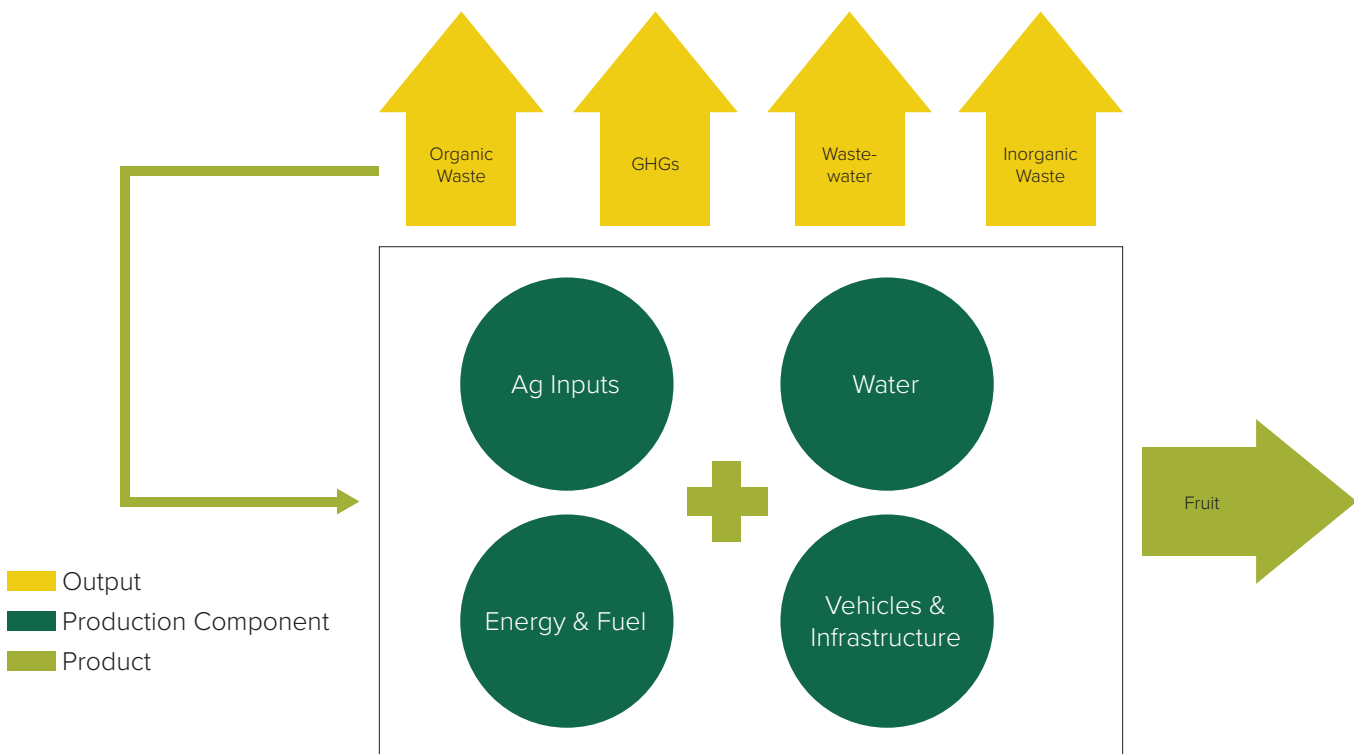 Organic
Waste
GHGs
Waste-
water
Inorganic
Waste
Ag Inputs
Water
Fruit
Energy & Fuel
Vehicles &
Infrastructure
Output
Production Component
Product